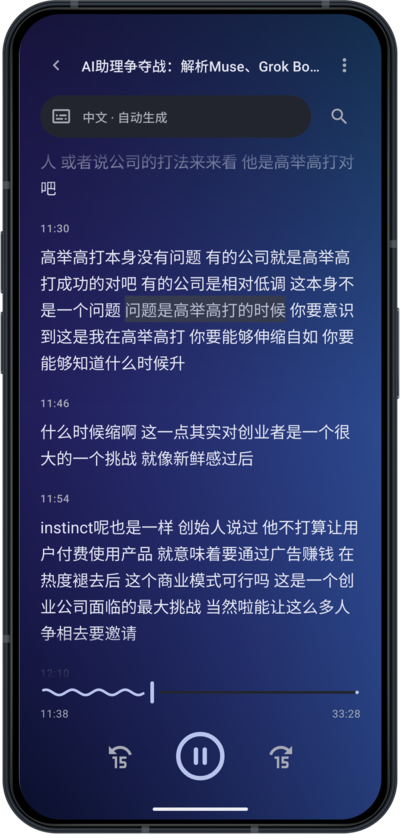 AI助理争夺战：解析Muse、Grok Bo...
中文 · 自动生成
人 或者说公司的打法来来看 他是高举高打对
吧
11:30
高举高打本身没有问题 有的公司就是高举高
打成功的对吧 有的公司是相对低调 这本身不
是一个问题 问题是高举高打的时候 你要意识
到这是我在高举高打 你要能够伸缩自如 你要
能够知道什么时候升
11:46
什么时候缩啊 这一点其实对创业者是一个很
大的一个挑战 就像新鲜感过后
11:54
instinct呢也是一样 创始人说过 他不打算让用
户付费使用产品 就意味着要通过广告赚钱 在
热度褪去后 这个商业模式可行吗 这是一个创
业公司面临的最大挑战 当然啦能让这么多人
争相去要邀请
12:10
11:38
33:28
15
15